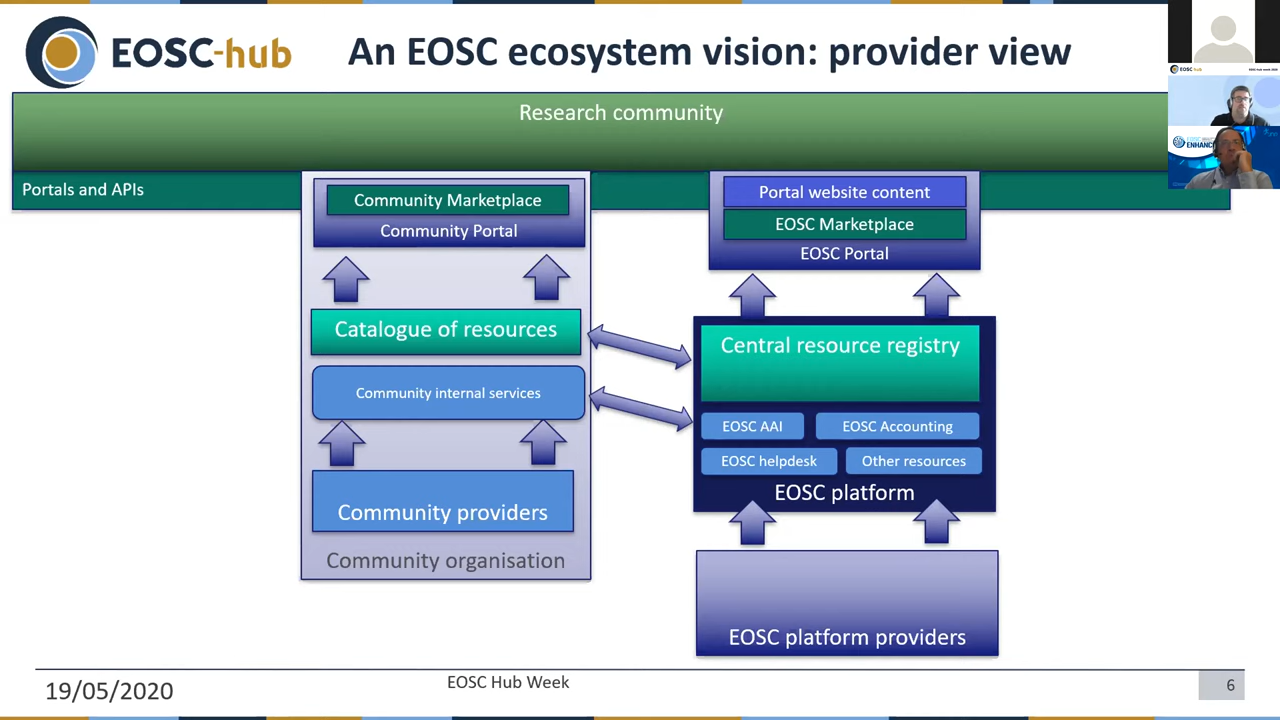 EOSC-hub
An EOSC ecosystem vision: provider view
Research community
Portals and APIs
Community Marketplace
Community Portal
Catalogue of resources
Community internal services
Community providers
Community organisation
Portal website content
EOSC Marketplace
EOSC Portal
Central resource registry
EOSC AAI
EOSC Accounting
EOSC helpdesk
Other resources
EOSC platform
EOSC platform providers
19/05/2020
EOSC Hub Week
6